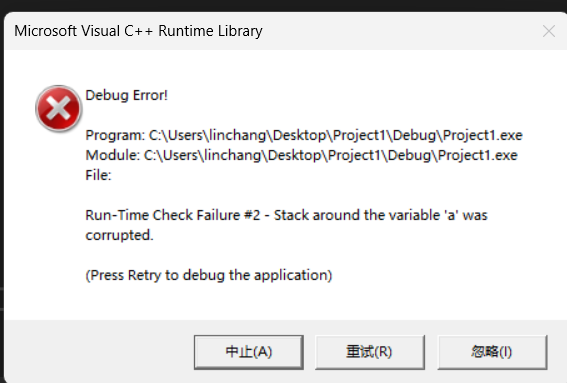 Microsoft Visual C++ Runtime Library
Debug Error!
Program: C:\Users\linchang\Desktop\Project1\Debug\Project1.exe
Module: C:\Users\linchang\Desktop\Project1\Debug\Project1.exe
File:
Run-Time Check Failure #2 - Stack around the variable 'a' was
corrupted.
(Press Retry to debug the application)
中止(A) 重试(R) 忽略(I)